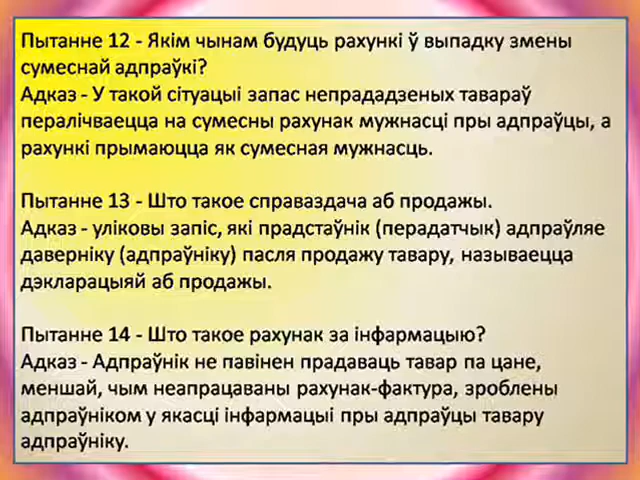 Пытанне 12 - Якім чынам будуць рахункі ў выпадку змены
сумеснай адпраўкі?
Адказ - У такой сітуацыі запас непрададзеных тавараў
пералічваецца на сумесны рахунак мужнасці пры адпраўцы, а
рахункі прымаюцца як сумесная мужнасць.
Пытанне 13 - Што такое справаздача аб продажы.
Адказ - уліковы запіс, які прадстаўнік (перадатчык) адпраўляе
даверніку (адпраўніку) пасля продажу тавару, называецца
дэкларацыяй аб продажы.
Пытанне 14 - Што такое рахунак за інфармацыю?
Адказ - Адпраўнік не павінен прадаваць тавар па цане,
меншай, чым неапрацаваны рахунак-фактура, зроблены
адпраўніком у якасці інфармацыі пры адпраўцы тавару
адпраўніку.